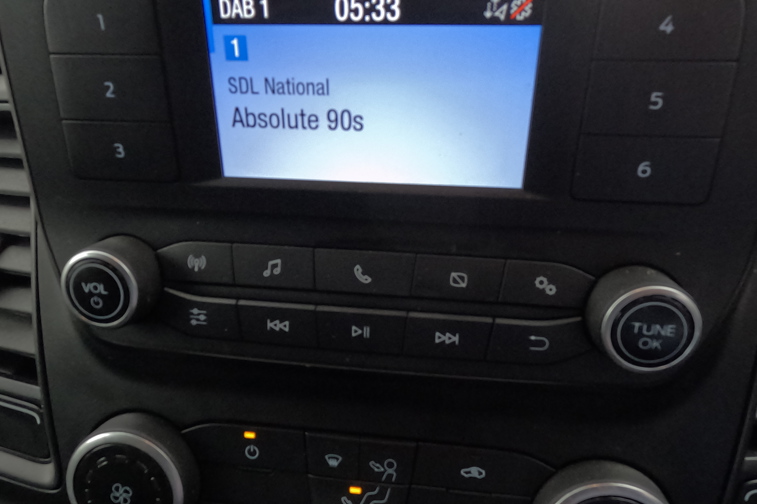 DAB 1 05:33
1
SDL National
Absolute 90s
1
2
3
4
5
6
VOL
TUNE
OK